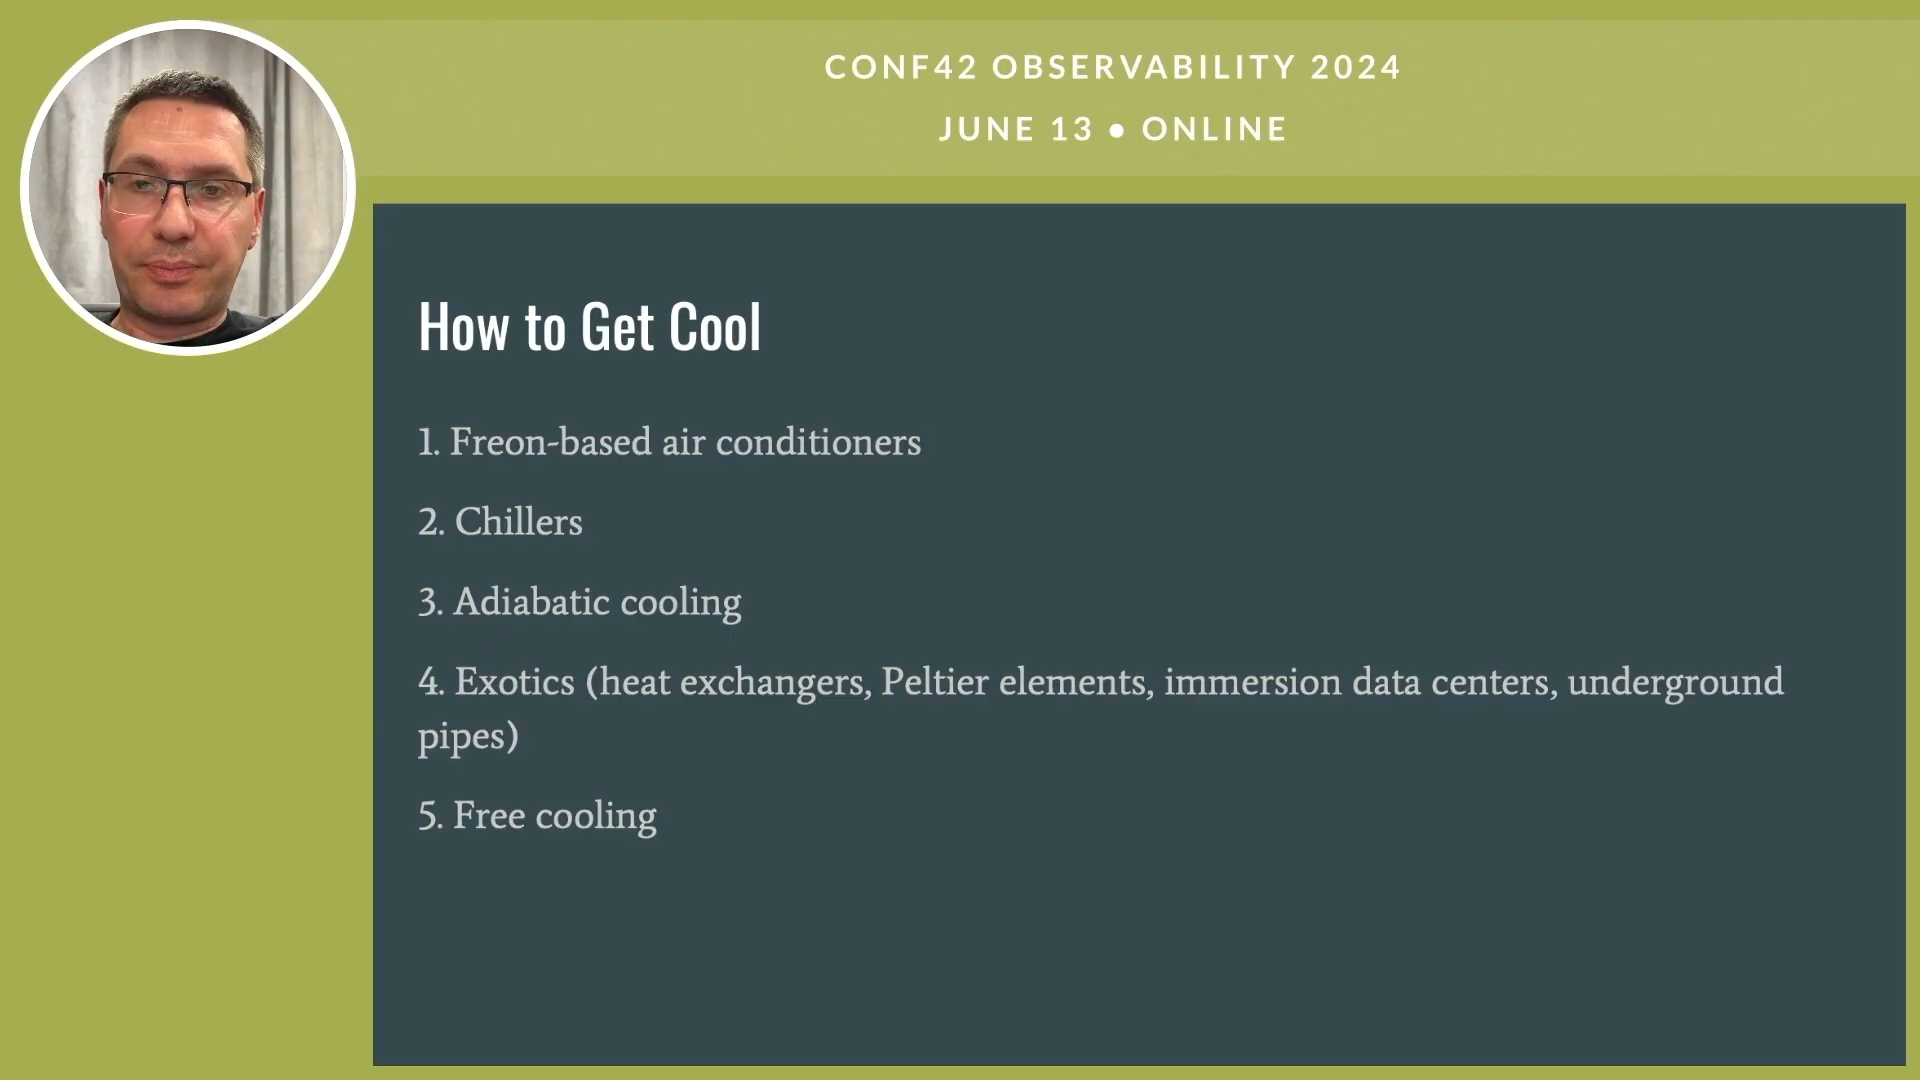 CONF42 OBSERVABILITY 2024
JUNE 13 ● ONLINE
How to Get Cool
1. Freon-based air conditioners
2. Chillers
3. Adiabatic cooling
4. Exotics (heat exchangers, Peltier elements, immersion data centers, underground
pipes)
5. Free cooling